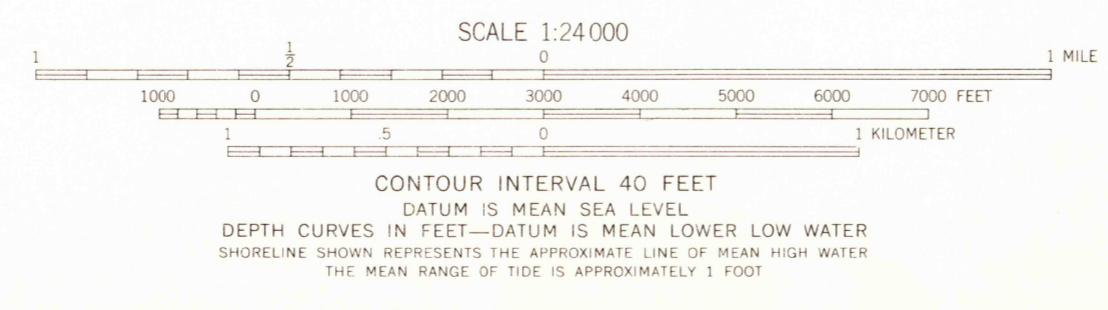 SCALE 1:24 000
1 ½ 0 1 MILE
1000 0 1000 2000 3000 4000 5000 6000 7000 FEET
1 .5 0 1 KILOMETER
CONTOUR INTERVAL 40 FEET
DATUM IS MEAN SEA LEVEL
DEPTH CURVES IN FEET—DATUM IS MEAN LOWER LOW WATER
SHORELINE SHOWN REPRESENTS THE APPROXIMATE LINE OF MEAN HIGH WATER
THE MEAN RANGE OF TIDE IS APPROXIMATELY 1 FOOT